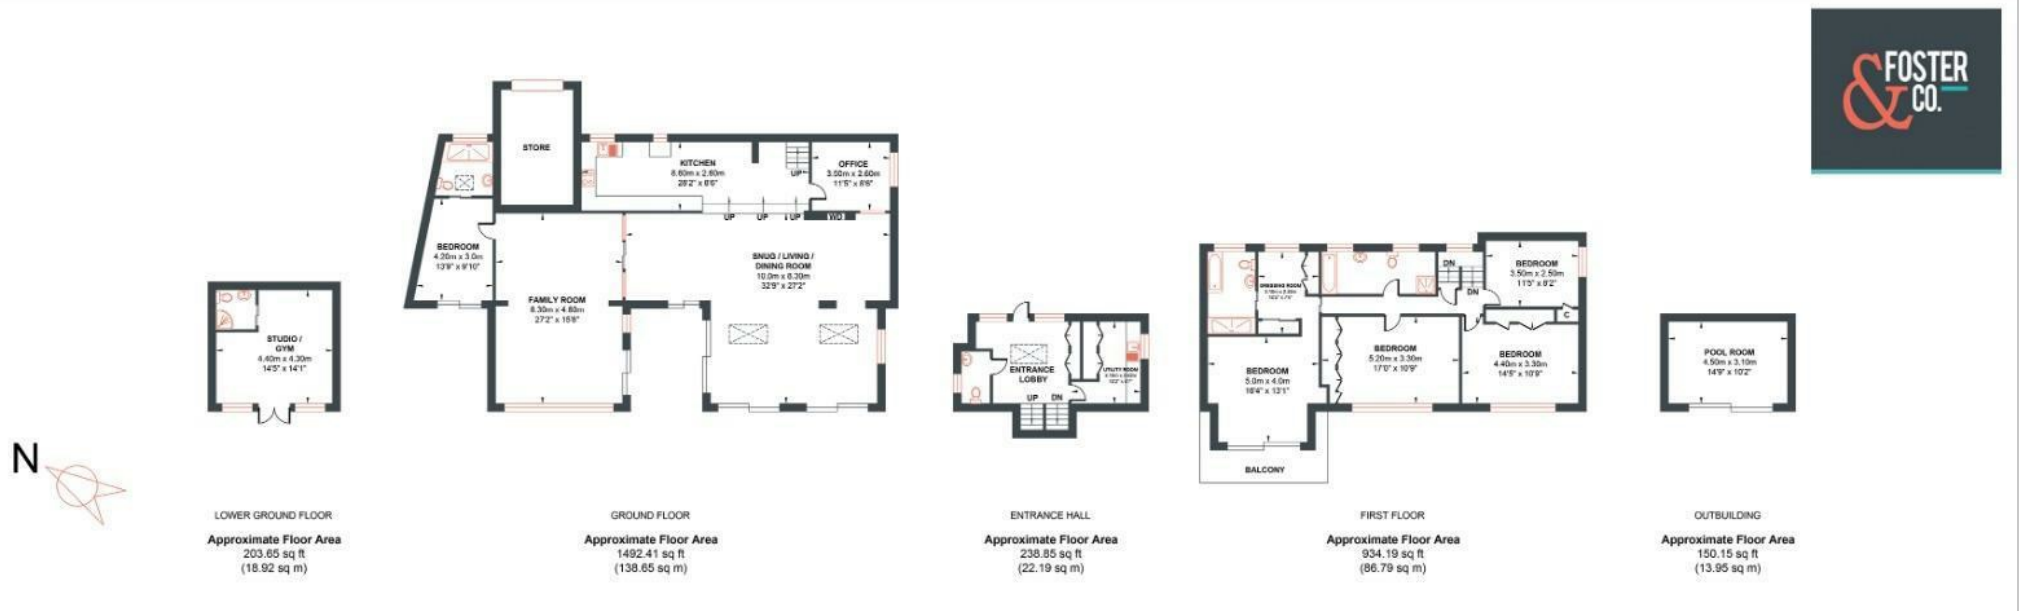 & FOSTER
CO.
STORE
KITCHEN
8.60m x 2.60m
28'2" x 8'6"
UP
OFFICE
3.50m x 2.60m
11'5" x 8'6"
UP
UP
UP
WD
BEDROOM
4.20m x 3.0m
13'9" x 9'10"
FAMILY ROOM
8.30m x 4.80m
27'2" x 15'8"
SNUG / LIVING /
DINING ROOM
10.0m x 8.30m
32'9" x 27'2"
STUDIO /
GYM
4.40m x 4.30m
14'5" x 14'1"
ENTRANCE
LOBBY
UTILITY ROOM
UP
DN
DRESSING ROOM
DN
DN
BEDROOM
3.50m x 2.50m
11'5" x 8'2"
C
BEDROOM
5.0m x 4.0m
16'4" x 13'1"
BEDROOM
5.20m x 3.30m
17'0" x 10'9"
BEDROOM
4.40m x 3.30m
14'5" x 10'9"
BALCONY
POOL ROOM
4.50m x 3.10m
14'9" x 10'2"
N
LOWER GROUND FLOOR
Approximate Floor Area
203.65 sq ft
(18.92 sq m)
GROUND FLOOR
Approximate Floor Area
1492.41 sq ft
(138.65 sq m)
ENTRANCE HALL
Approximate Floor Area
238.85 sq ft
(22.19 sq m)
FIRST FLOOR
Approximate Floor Area
934.19 sq ft
(86.79 sq m)
OUTBUILDING
Approximate Floor Area
150.15 sq ft
(13.95 sq m)